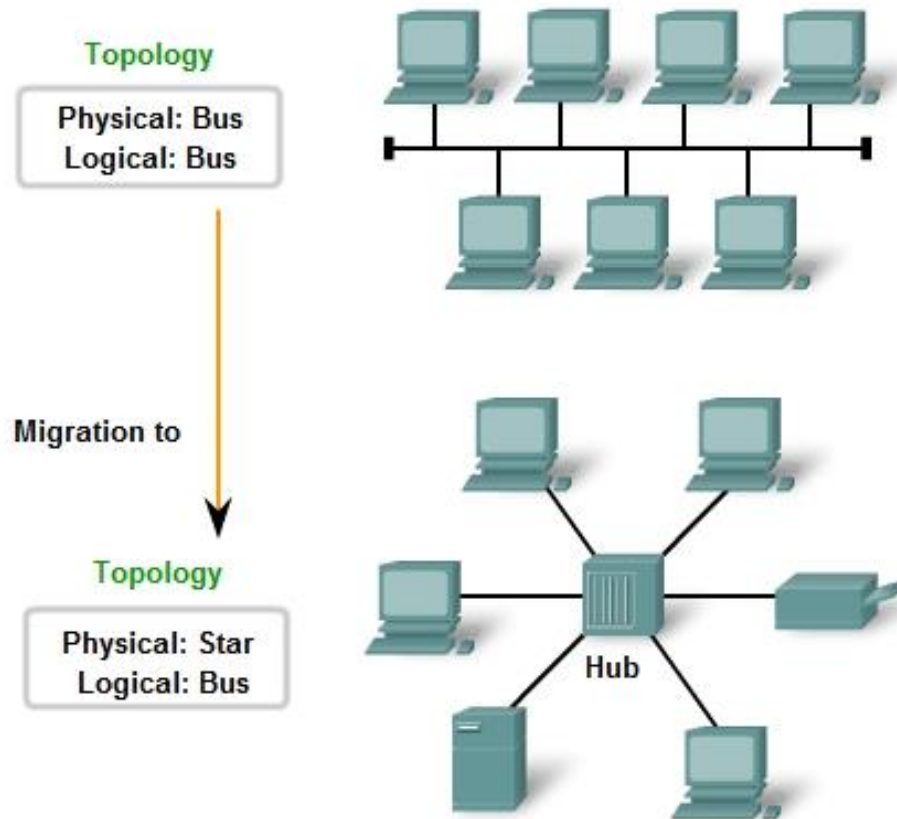 Topology
Physical: Bus
Logical: Bus
Migration to
Topology
Physical: Star
Logical: Bus
Hub